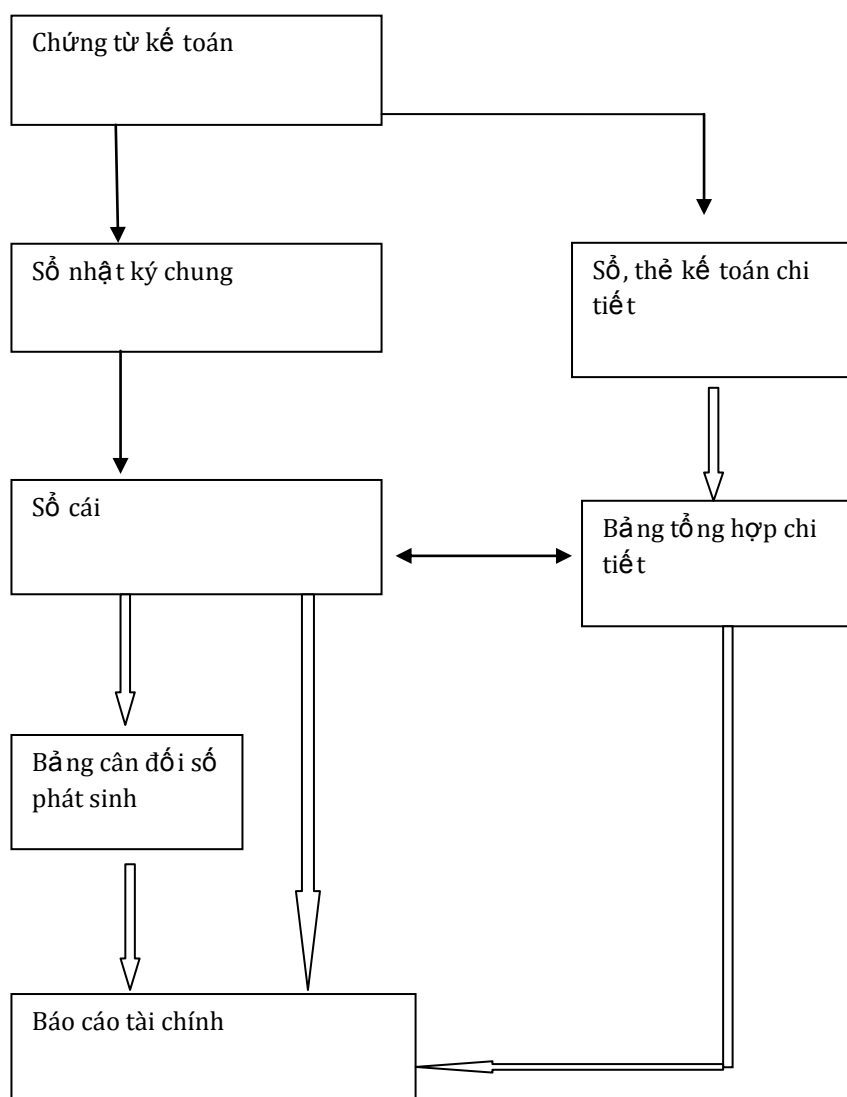 Chứng từ kế toán
Sổ nhật ký chung
Sổ, thẻ kế toán chi
tiết
Sổ cái
Bảng tổng hợp chi
tiết
Bảng cân đối số
phát sinh
Báo cáo tài chính